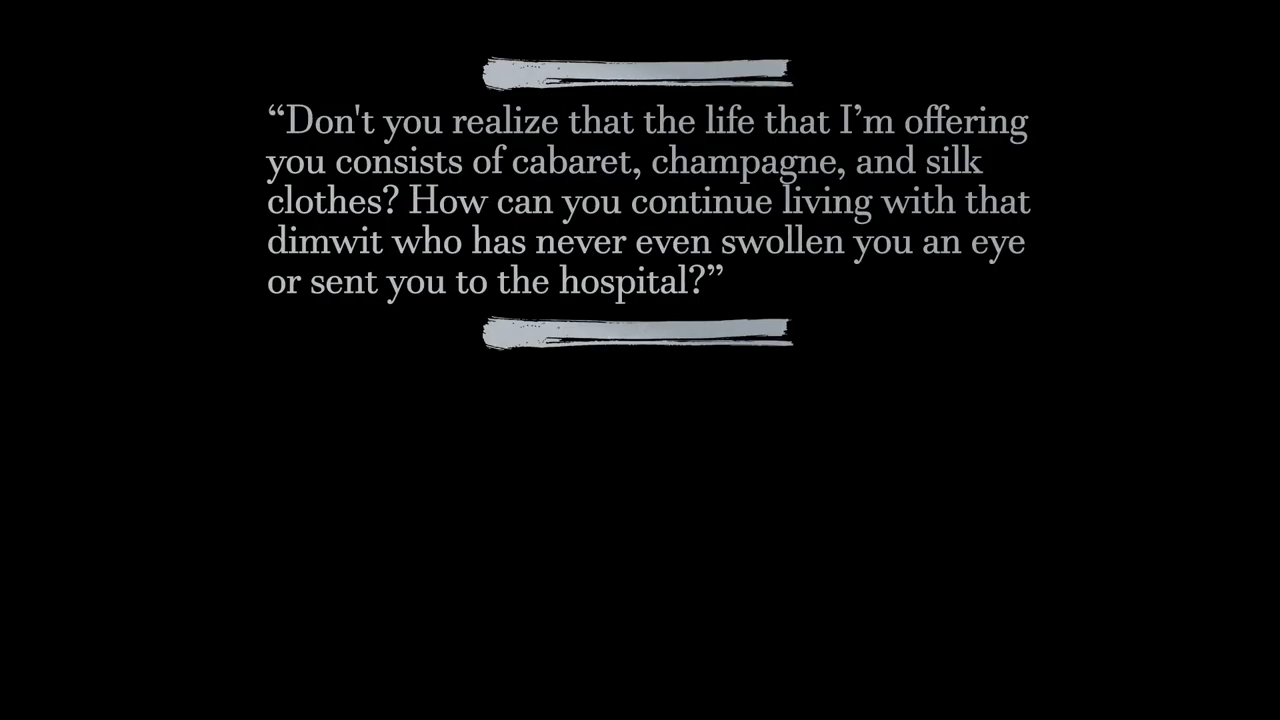 “Don't you realize that the life that I’m offering
you consists of cabaret, champagne, and silk
clothes? How can you continue living with that
dimwit who has never even swollen you an eye
or sent you to the hospital?”